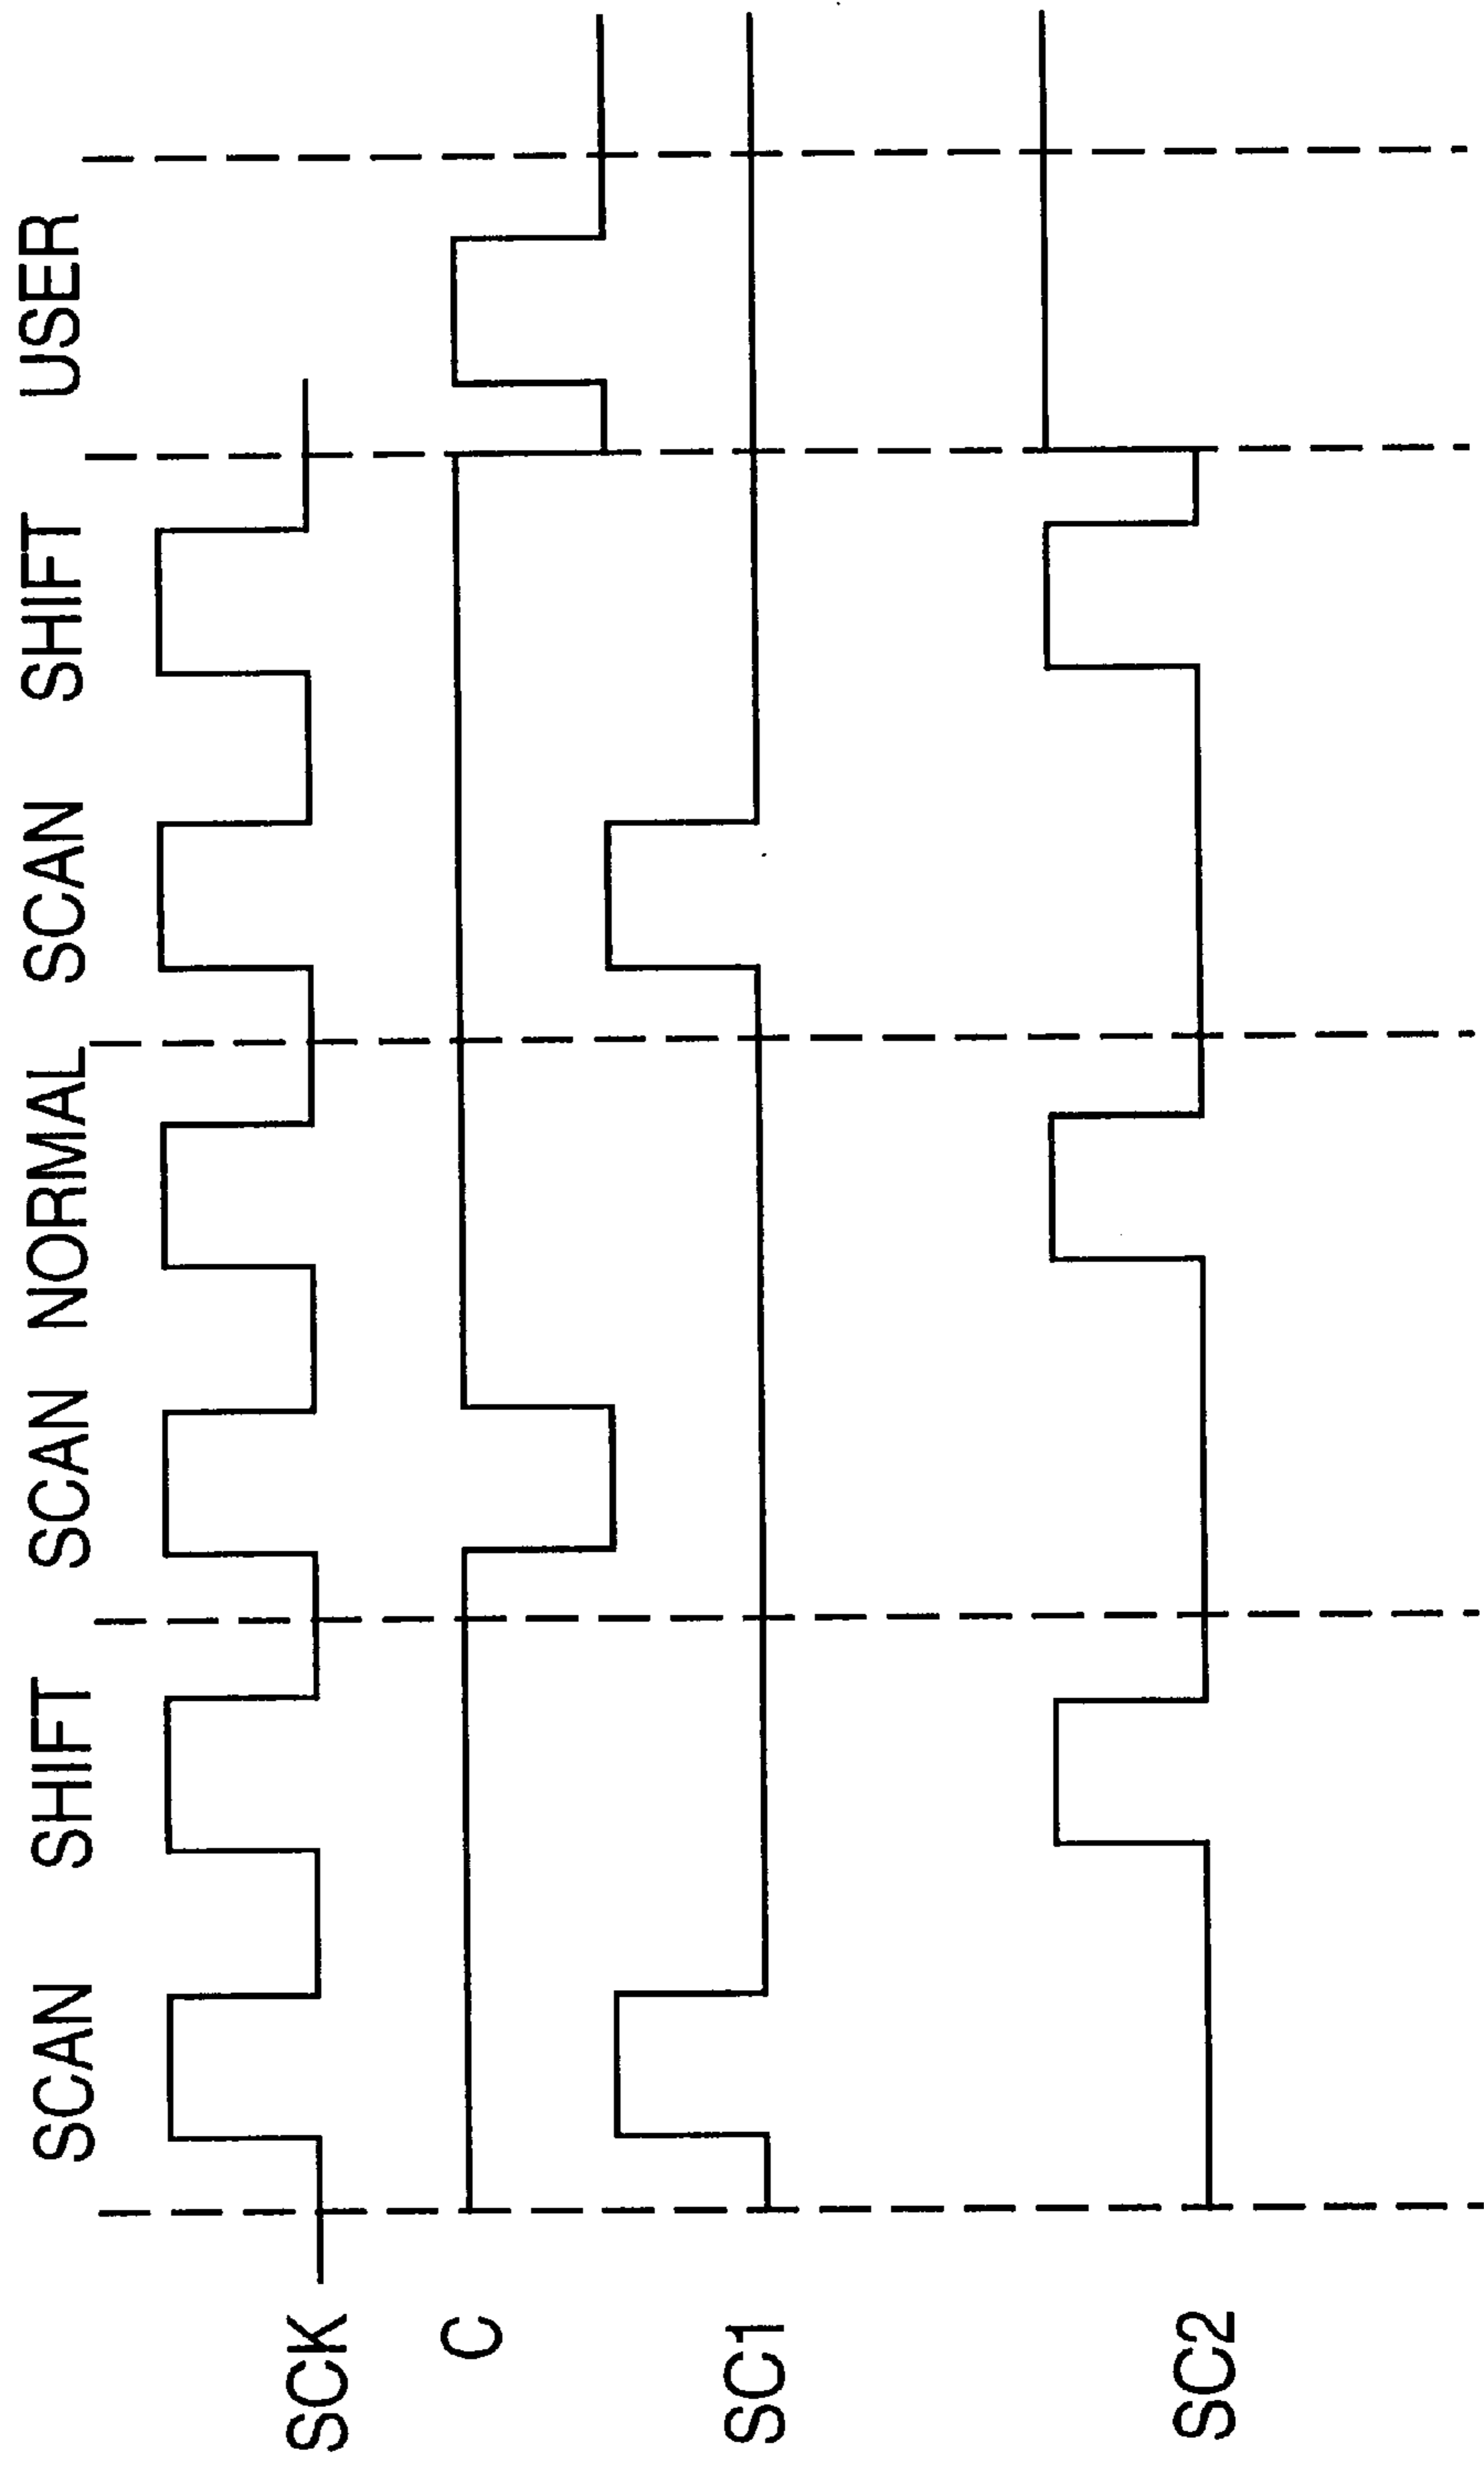 SCAN SHIFT SCAN NORMAL SCAN SHIFT USER
SCK
C
SC1
SC2